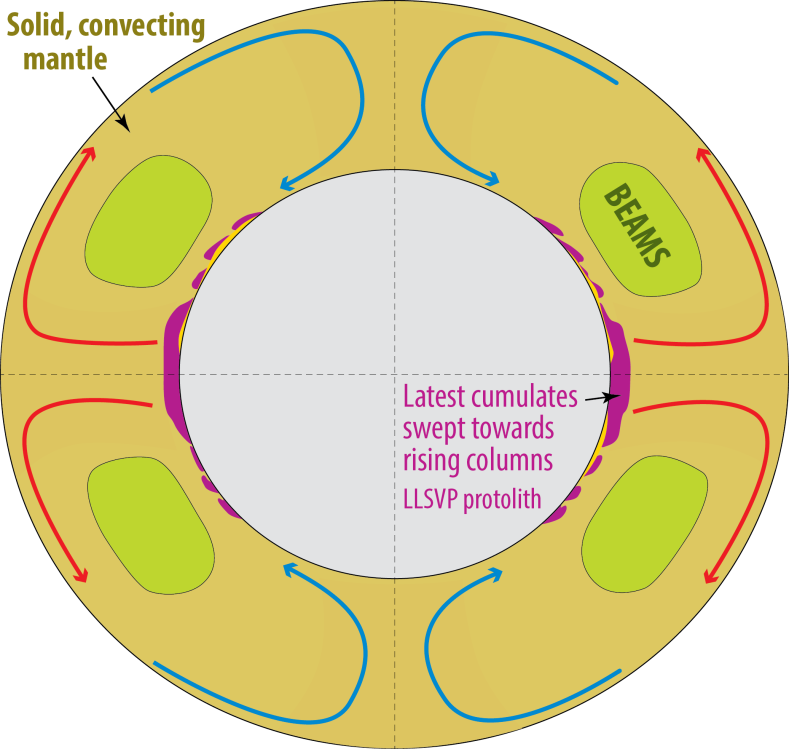 Solid, convecting
mantle
BEAMS
Latest cumulates
swept towards
rising columns
LLSVP protolith